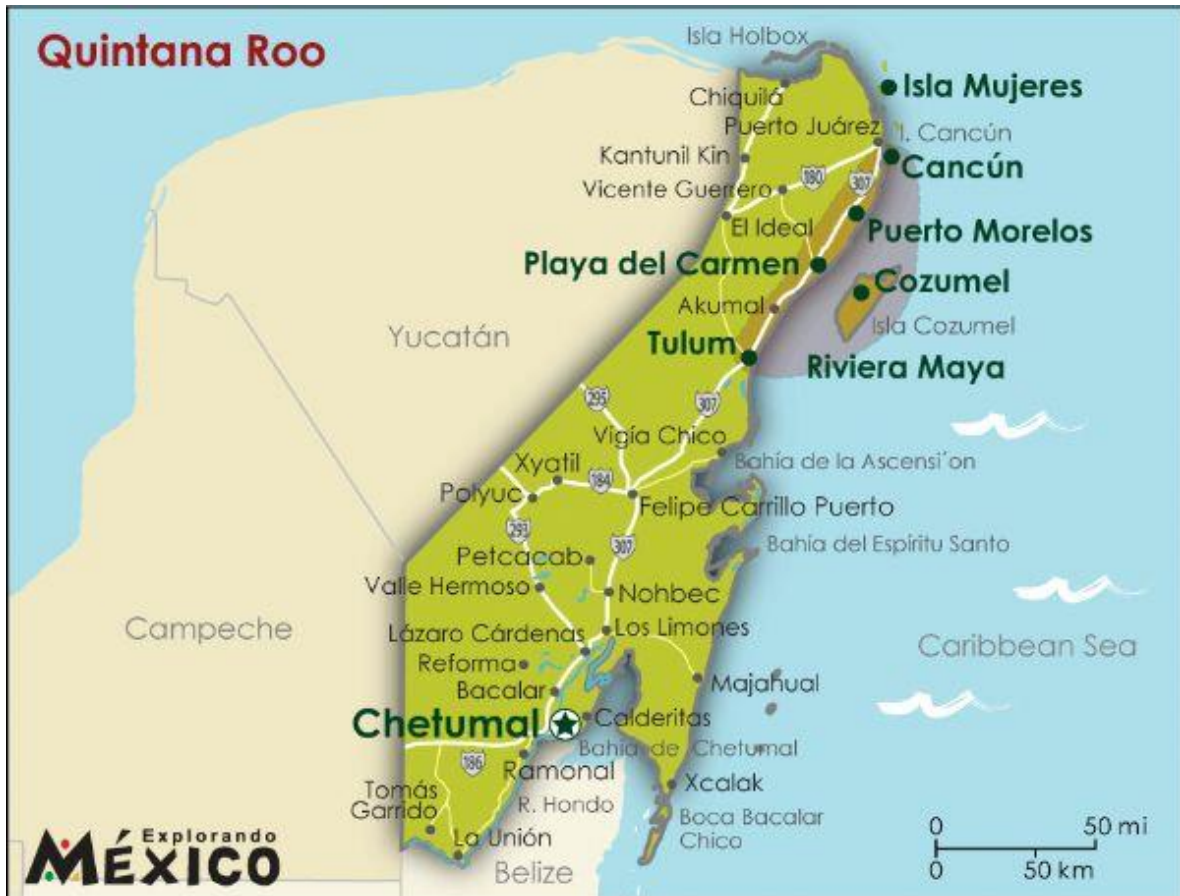 Quintana Roo
Isla Holbox
Isla Mujeres
Chiquilá
Puerto Juárez
I. Cancún
Kantunil Kin
Cancún
180
307
Vicente Guerrero
El Ideal
Puerto Morelos
Playa del Carmen
Cozumel
Akumal
Isla Cozumel
Yucatán
Tulum
Riviera Maya
295
307
Vigía Chico
Xyatil
Bahía de la Ascensi´on
184
Polyuc
Felipe Carrillo Puerto
293
307
Petcacab
Bahía del Espíritu Santo
Valle Hermoso
Nohbec
Campeche
Lázaro Cárdenas
Los Limones
Caribbean Sea
Reforma
Majahual
Bacalar
Chetumal
Calderitas
Bahía de Chetumal
186
Ramonal
Xcalak
Tomás
Garrido
R. Hondo
Boca Bacalar
Chico
La Unión
Belize
Explorando
MÉXICO
0 50 mi
0 50 km